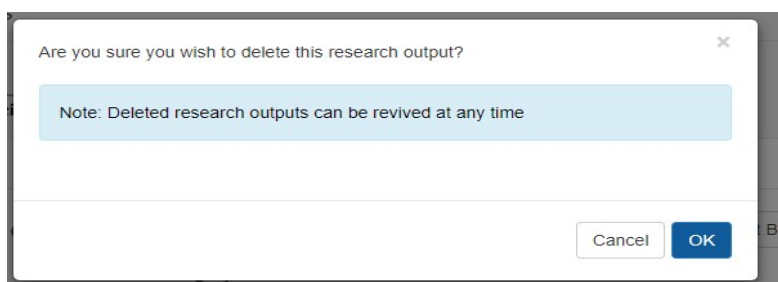 Are you sure you wish to delete this research output?
×
Note: Deleted research outputs can be revived at any time
Cancel
OK